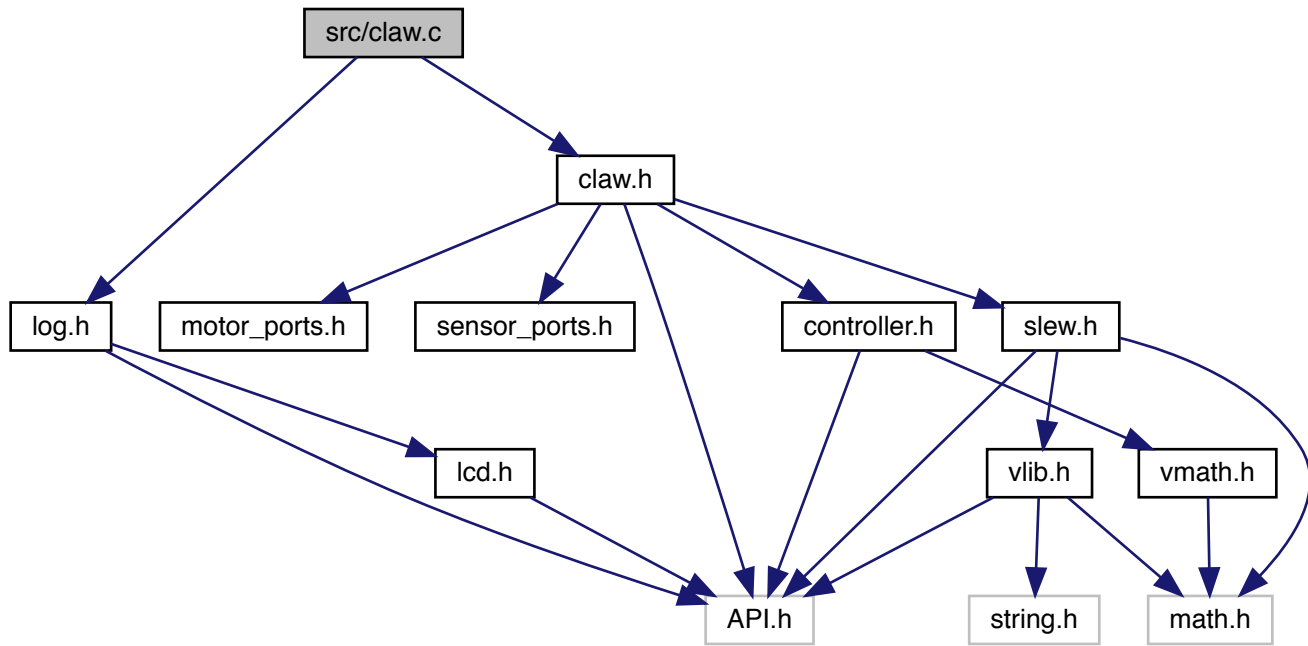 src/claw.c
claw.h
log.h
motor_ports.h
sensor_ports.h
controller.h
slew.h
lcd.h
vlib.h
vmath.h
API.h
string.h
math.h